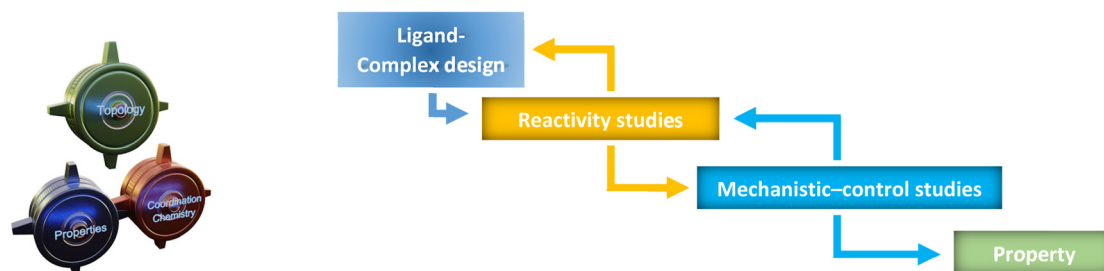 Topology
Properties
Coordination
Chemistry
Ligand-
Complex design
Reactivity studies
Mechanistic–control studies
Property